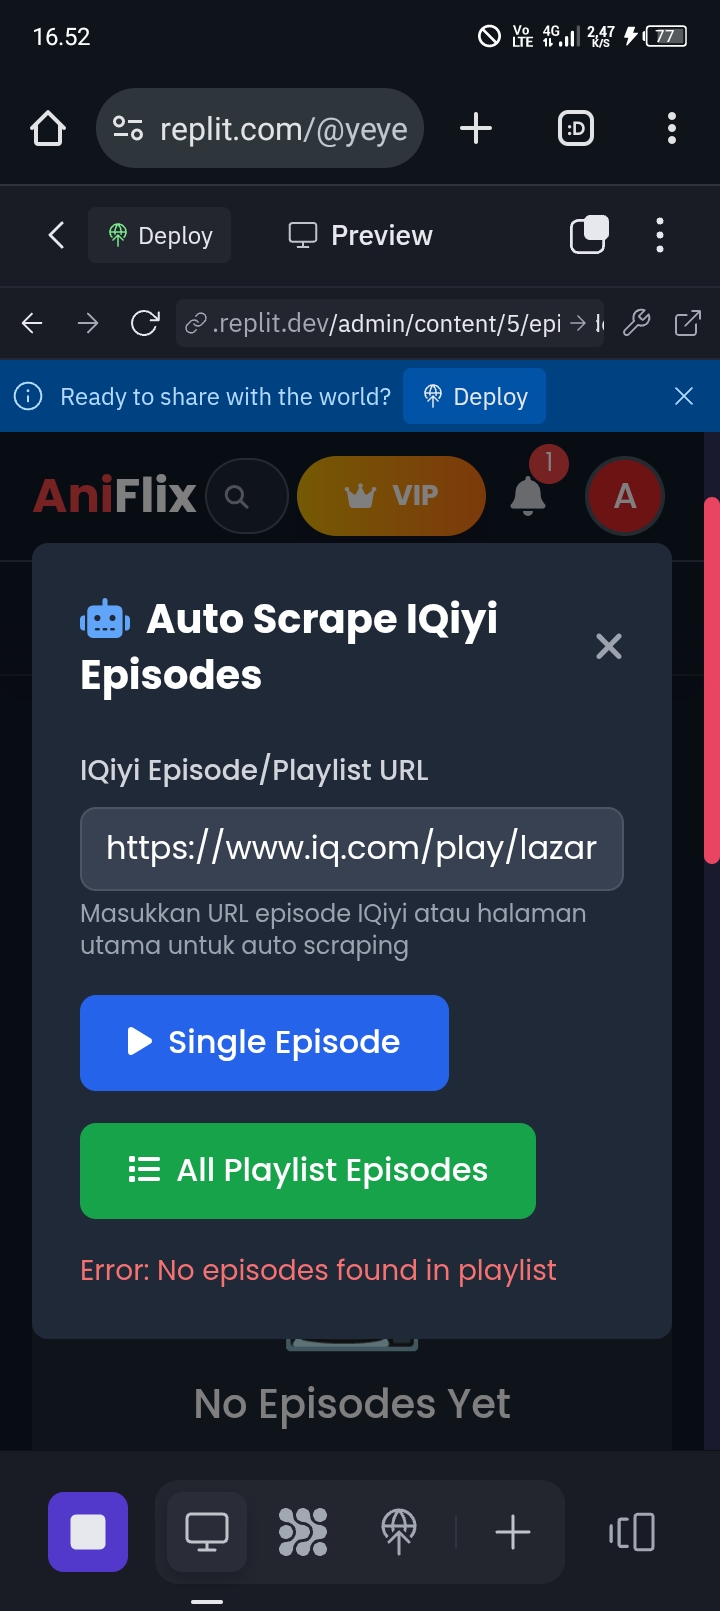 16.52
Vo LTE 4G 2,47 K/S 77
replit.com/@yeye
:D
Deploy
Preview
.replit.dev/admin/content/5/epi
Ready to share with the world?
Deploy
AniFlix
VIP
1
A
Auto Scrape IQiyi
Episodes
IQiyi Episode/Playlist URL
https://www.iq.com/play/lazar
Masukkan URL episode IQiyi atau halaman
utama untuk auto scraping
Single Episode
All Playlist Episodes
Error: No episodes found in playlist
No Episodes Yet